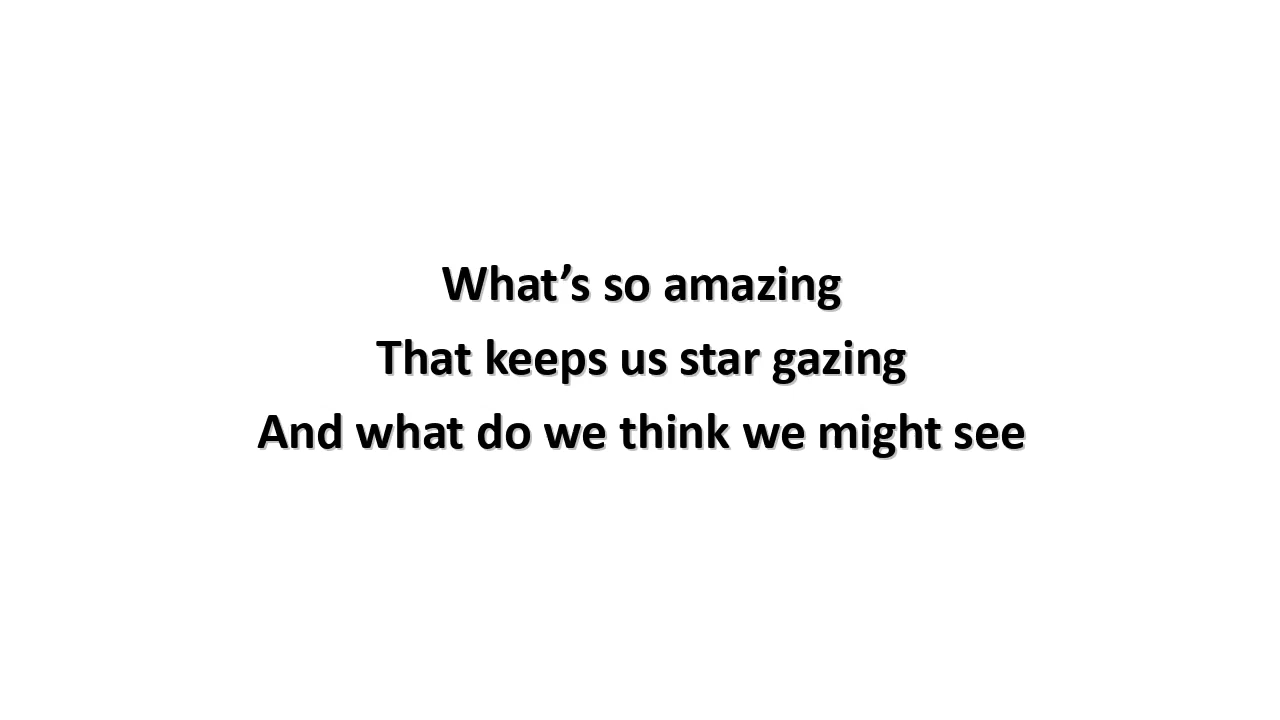 What’s so amazing
That keeps us star gazing
And what do we think we might see